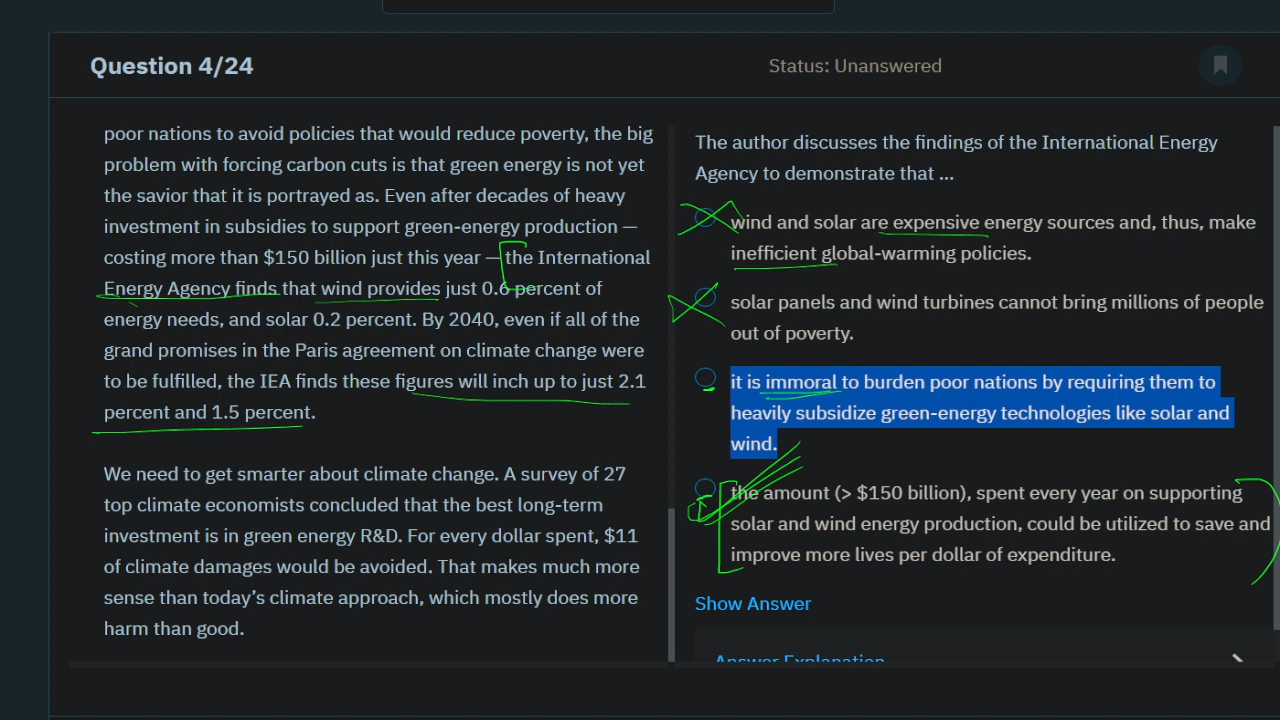 Question 4/24
Status: Unanswered
poor nations to avoid policies that would reduce poverty, the big
problem with forcing carbon cuts is that green energy is not yet
the savior that it is portrayed as. Even after decades of heavy
investment in subsidies to support green-energy production —
costing more than $150 billion just this year — the International
Energy Agency finds that wind provides just 0.6 percent of
energy needs, and solar 0.2 percent. By 2040, even if all of the
grand promises in the Paris agreement on climate change were
to be fulfilled, the IEA finds these figures will inch up to just 2.1
percent and 1.5 percent.
We need to get smarter about climate change. A survey of 27
top climate economists concluded that the best long-term
investment is in green energy R&D. For every dollar spent, $11
of climate damages would be avoided. That makes much more
sense than today’s climate approach, which mostly does more
harm than good.
The author discusses the findings of the International Energy
Agency to demonstrate that ...
wind and solar are expensive energy sources and, thus, make
inefficient global-warming policies.
solar panels and wind turbines cannot bring millions of people
out of poverty.
it is immoral to burden poor nations by requiring them to
heavily subsidize green-energy technologies like solar and
wind.
the amount (> $150 billion), spent every year on supporting
solar and wind energy production, could be utilized to save and
improve more lives per dollar of expenditure.
Show Answer
Answer Explanation